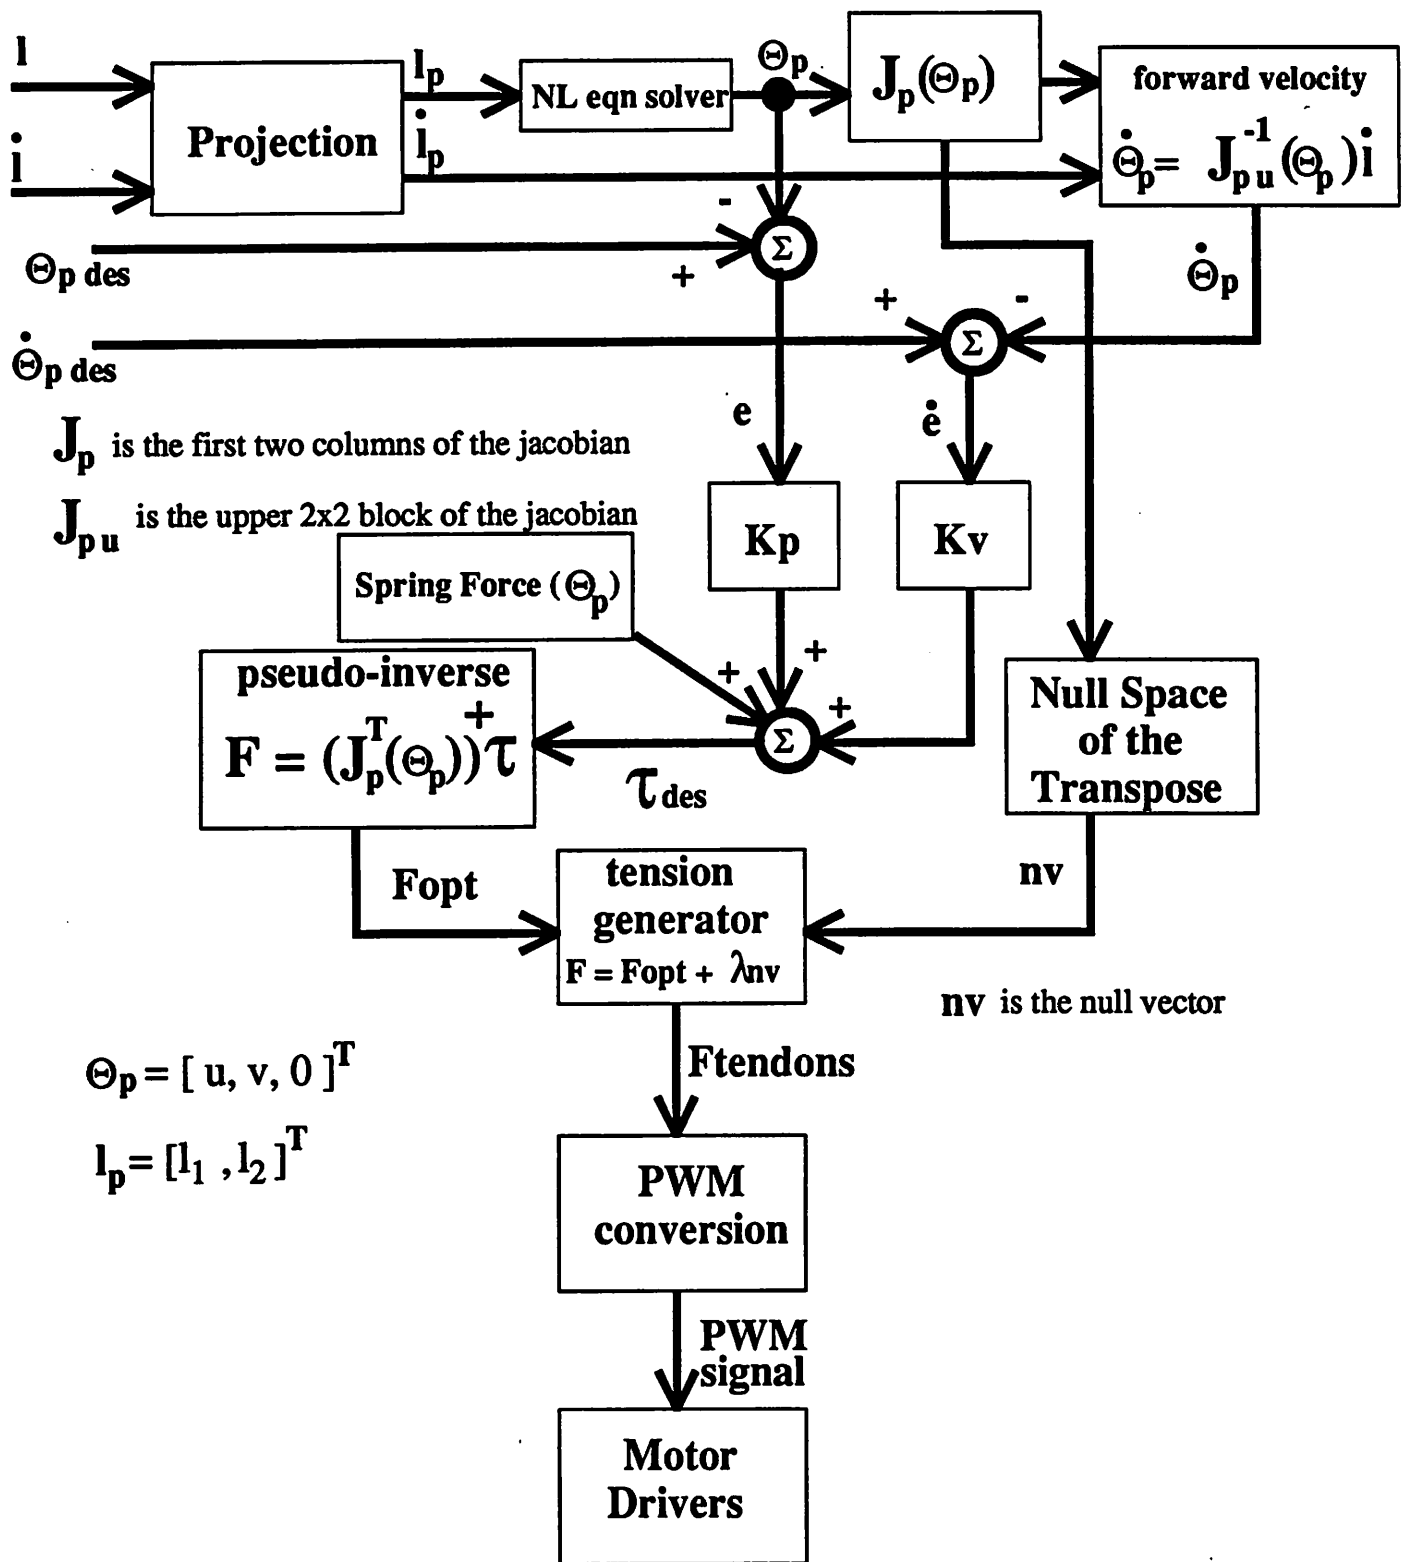 l
l̇
Projection
lₚ
l̇ₚ
NL eqn solver
Θₚ
Jₚ(Θₚ)
forward velocity
Θ̇ₚ = Jₚᵤ⁻¹(Θₚ)l̇
-
Σ
+
Θp des
Θ̇ₚ
+
-
Σ
Θ̇p des
e
ė
Jₚ is the first two columns of the jacobian
Jₚᵤ is the upper 2x2 block of the jacobian
Kp
Kv
Spring Force (Θₚ)
+
+
+
Σ
pseudo-inverse
F = (Jₚᵀ(Θₚ))⁺τ
τdes
Null Space
of the
Transpose
Fopt
tension
generator
F = Fopt + λnv
nv
nv is the null vector
Θₚ = [ u, v, 0 ]ᵀ
Ftendons
lₚ = [l₁ , l₂ ]ᵀ
PWM
conversion
PWM
signal
Motor
Drivers